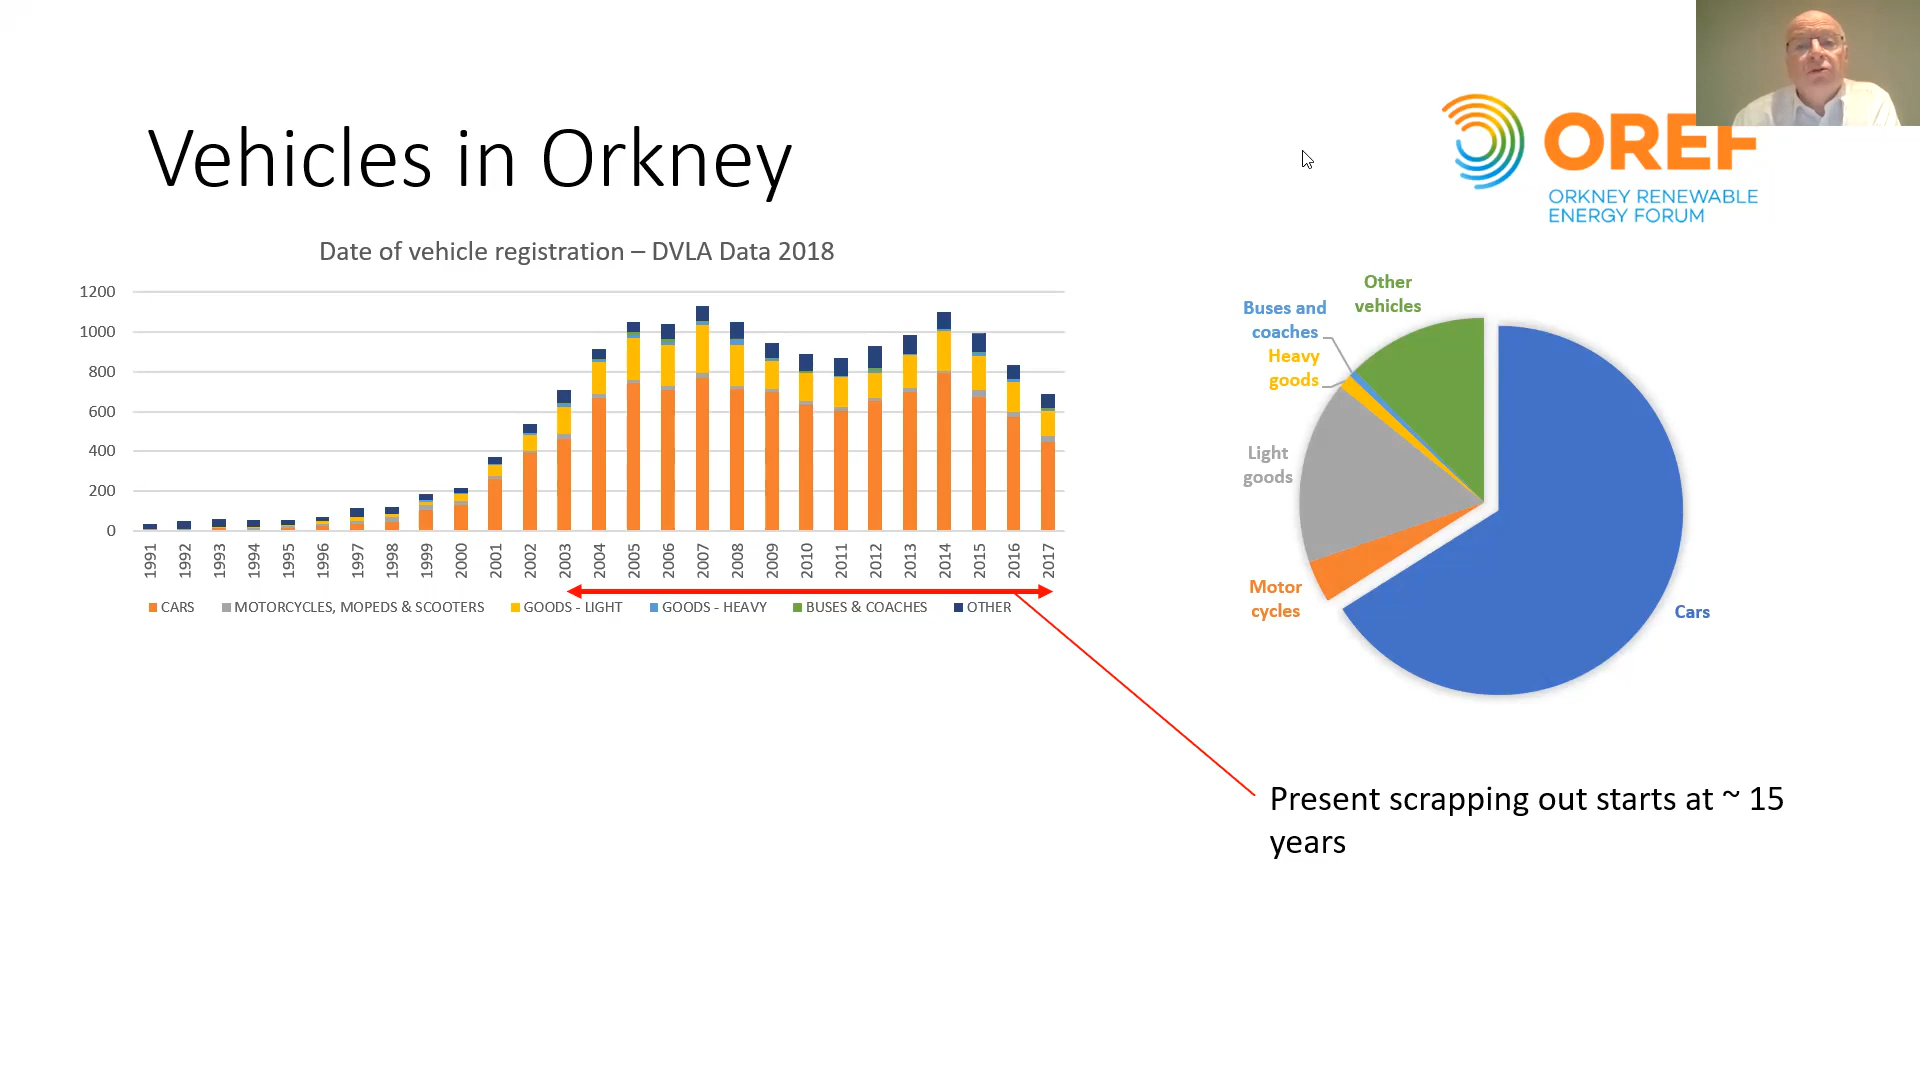 Vehicles in Orkney
OREF
ORKNEY RENEWABLE
ENERGY FORUM
Date of vehicle registration – DVLA Data 2018
1200
1000
800
600
400
200
0
1991 1992 1993 1994 1995 1996 1997 1998 1999 2000 2001 2002 2003 2004 2005 2006 2007 2008 2009 2010 2011 2012 2013 2014 2015 2016 2017
CARS MOTORCYCLES, MOPEDS & SCOOTERS GOODS - LIGHT GOODS - HEAVY BUSES & COACHES OTHER
Other
vehicles
Buses and
coaches
Heavy
goods
Light
goods
Motor
cycles
Cars
Present scrapping out starts at ~ 15
years